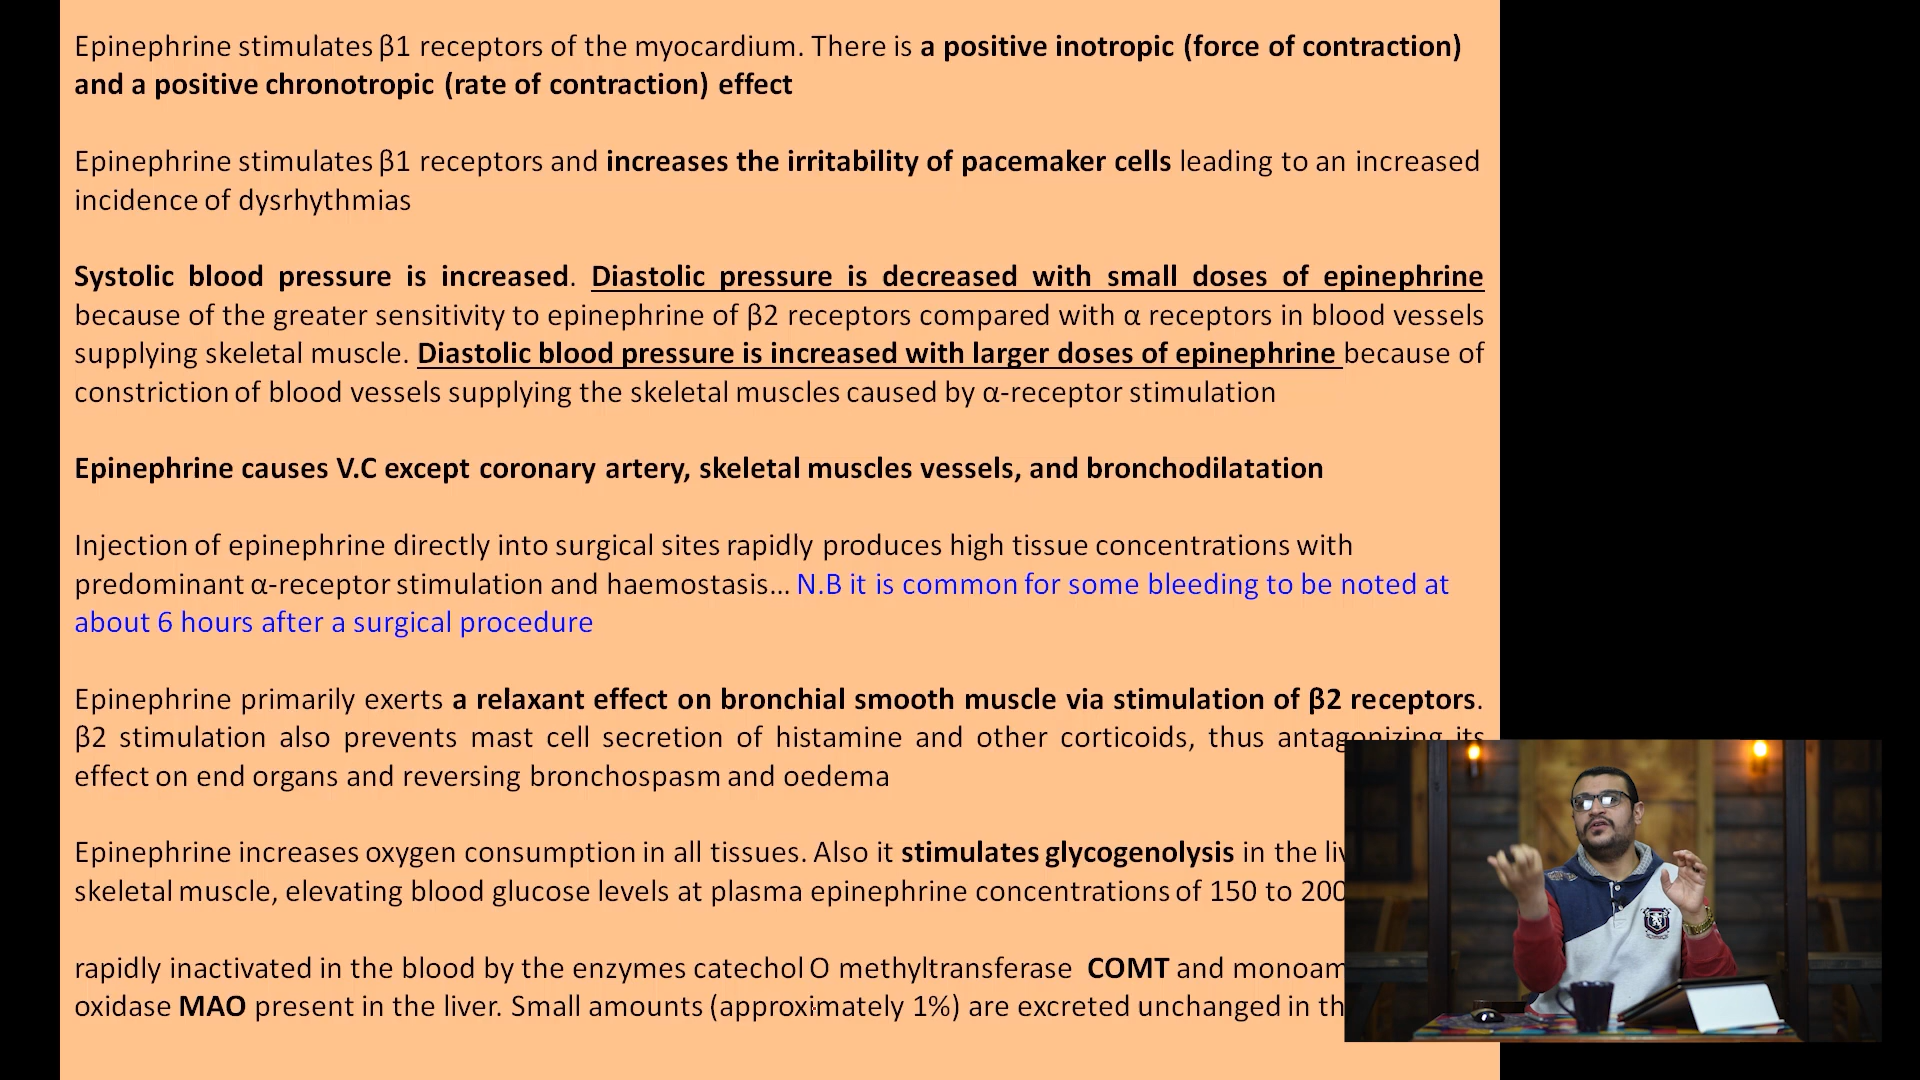 Epinephrine stimulates β1 receptors of the myocardium. There is a positive inotropic (force of contraction)
and a positive chronotropic (rate of contraction) effect
Epinephrine stimulates β1 receptors and increases the irritability of pacemaker cells leading to an increased
incidence of dysrhythmias
Systolic blood pressure is increased. Diastolic pressure is decreased with small doses of epinephrine
because of the greater sensitivity to epinephrine of β2 receptors compared with α receptors in blood vessels
supplying skeletal muscle. Diastolic blood pressure is increased with larger doses of epinephrine because of
constriction of blood vessels supplying the skeletal muscles caused by α-receptor stimulation
Epinephrine causes V.C except coronary artery, skeletal muscles vessels, and bronchodilatation
Injection of epinephrine directly into surgical sites rapidly produces high tissue concentrations with
predominant α-receptor stimulation and haemostasis... N.B it is common for some bleeding to be noted at
about 6 hours after a surgical procedure
Epinephrine primarily exerts a relaxant effect on bronchial smooth muscle via stimulation of β2 receptors.
β2 stimulation also prevents mast cell secretion of histamine and other corticoids, thus antagonizing its
effect on end organs and reversing bronchospasm and oedema
Epinephrine increases oxygen consumption in all tissues. Also it stimulates glycogenolysis in the
skeletal muscle, elevating blood glucose levels at plasma epinephrine concentrations of 150 to 200
rapidly inactivated in the blood by the enzymes catechol O methyltransferase COMT and
oxidase MAO present in the liver. Small amounts (approximately 1%) are excreted unchanged in